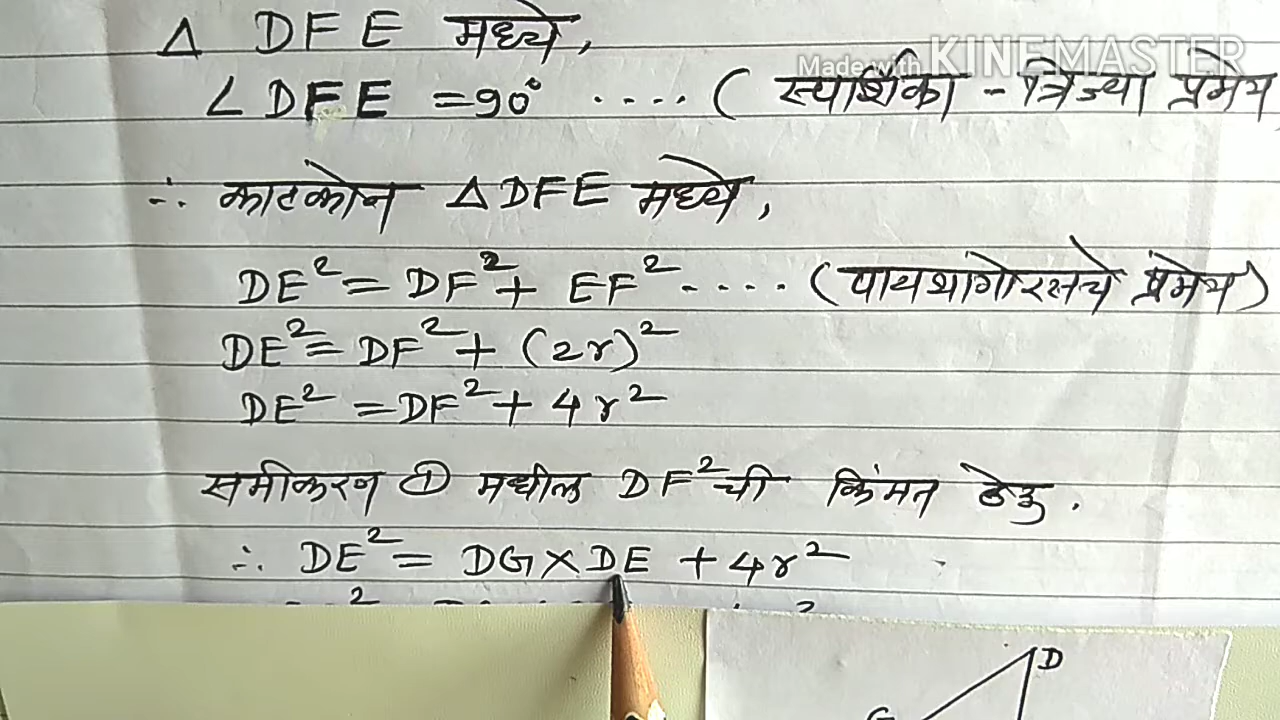 Made with KINEMASTER
Δ DFE मध्ये,
∠DFE = 90° .... ( स्पर्शिका - त्रिज्या प्रमेय
∴ काटकोन ΔDFE मध्ये,
DE² = DF² + EF² .... (पायथागोरसचे प्रमेय)
DE² = DF² + (2r)²
DE² = DF² + 4r²
समीकरण ① मधील DF² ची किंमत ठेवु.
∴ DE² = DG × DE + 4r²
D
G